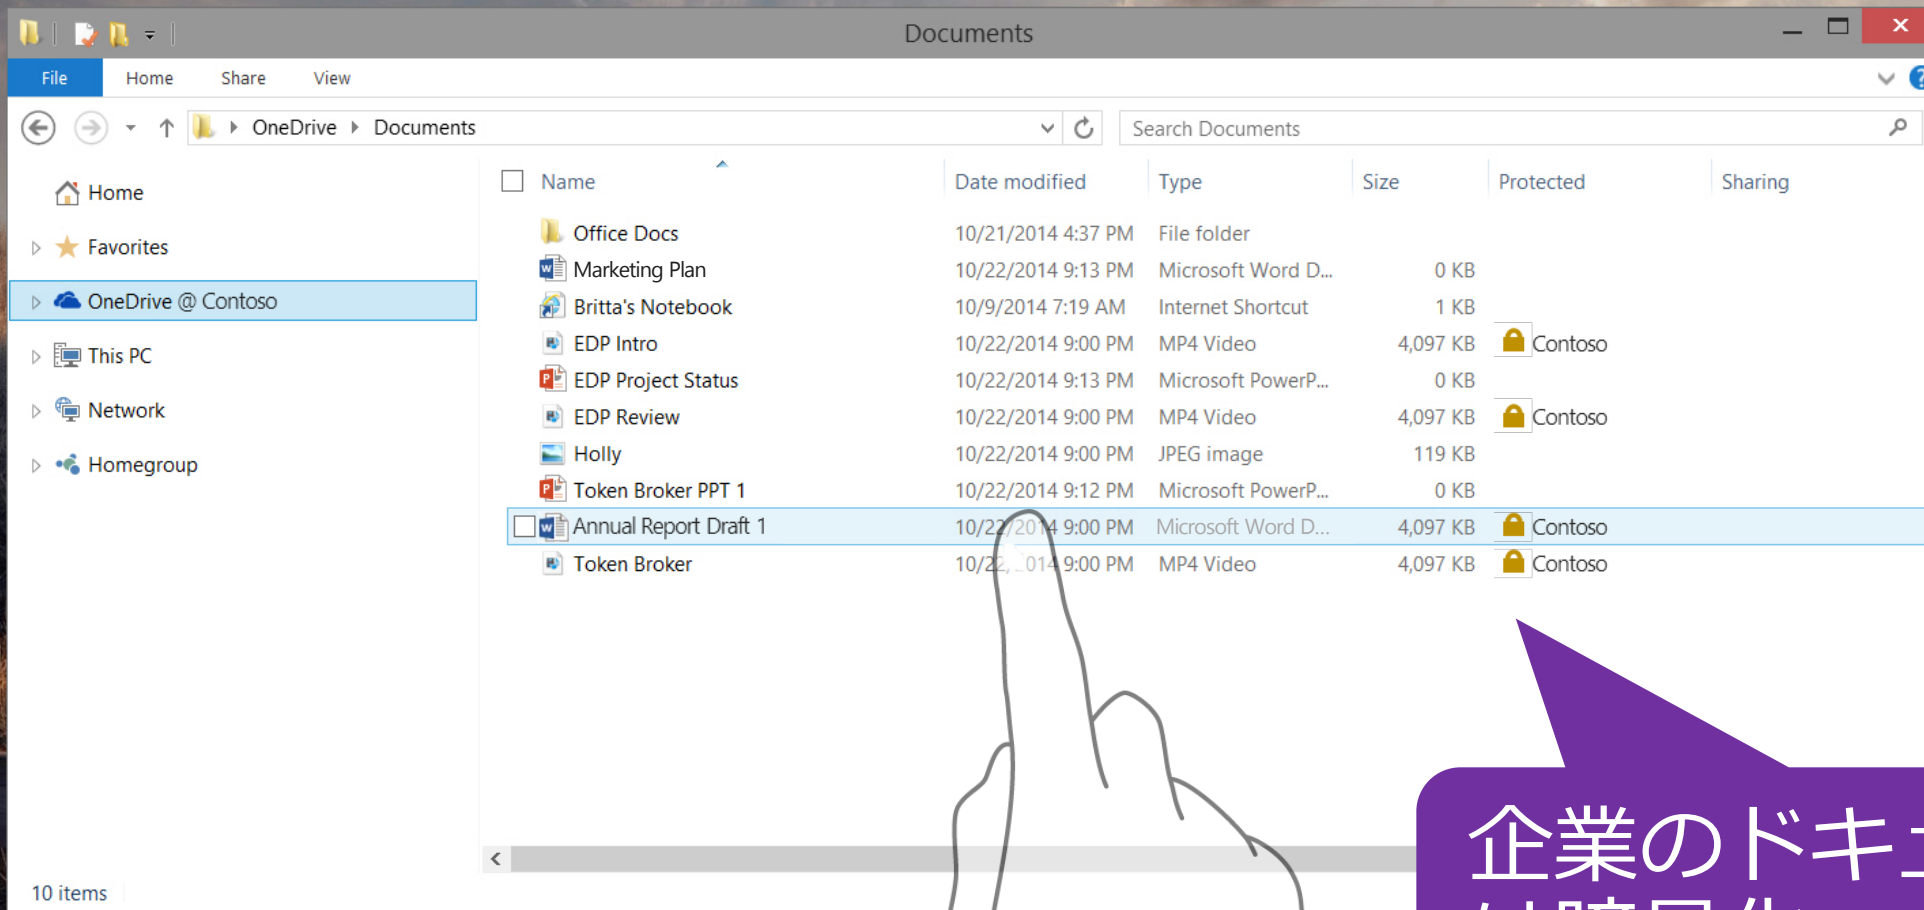 Documents
File Home Share View
OneDrive Documents
Search Documents
Home
Favorites
OneDrive @ Contoso
This PC
Network
Homegroup
Name Date modified Type Size Protected Sharing
Office Docs 10/21/2014 4:37 PM File folder
Marketing Plan 10/22/2014 9:13 PM Microsoft Word D... 0 KB
Britta's Notebook 10/9/2014 7:19 AM Internet Shortcut 1 KB
EDP Intro 10/22/2014 9:00 PM MP4 Video 4,097 KB Contoso
EDP Project Status 10/22/2014 9:13 PM Microsoft PowerP... 0 KB
EDP Review 10/22/2014 9:00 PM MP4 Video 4,097 KB Contoso
Holly 10/22/2014 9:00 PM JPEG image 119 KB
Token Broker PPT 1 10/22/2014 9:12 PM Microsoft PowerP... 0 KB
Annual Report Draft 1 10/22/2014 9:00 PM Microsoft Word D... 4,097 KB Contoso
Token Broker 10/22/2014 9:00 PM MP4 Video 4,097 KB Contoso
10 items
企業のドキ